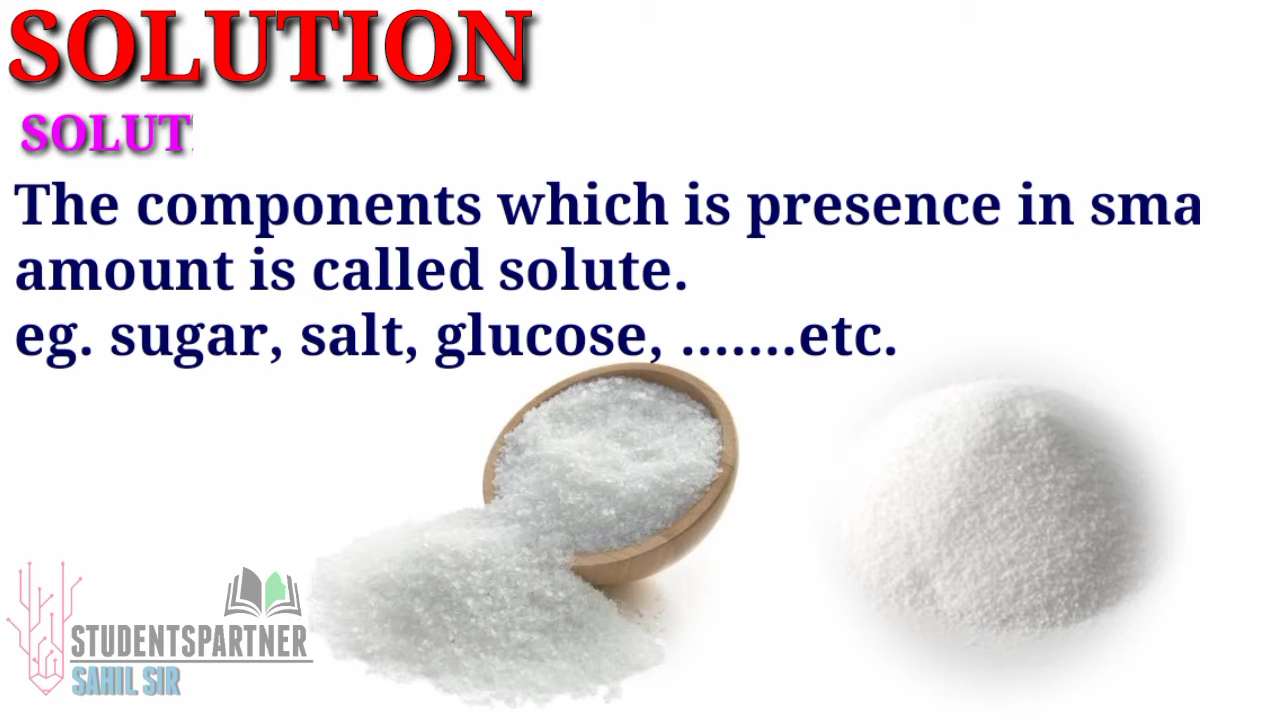 SOLUTION
SOLUT
The components which is presence in sma
amount is called solute.
eg. sugar, salt, glucose, .......etc.
STUDENTSPARTNER
SAHIL SIR